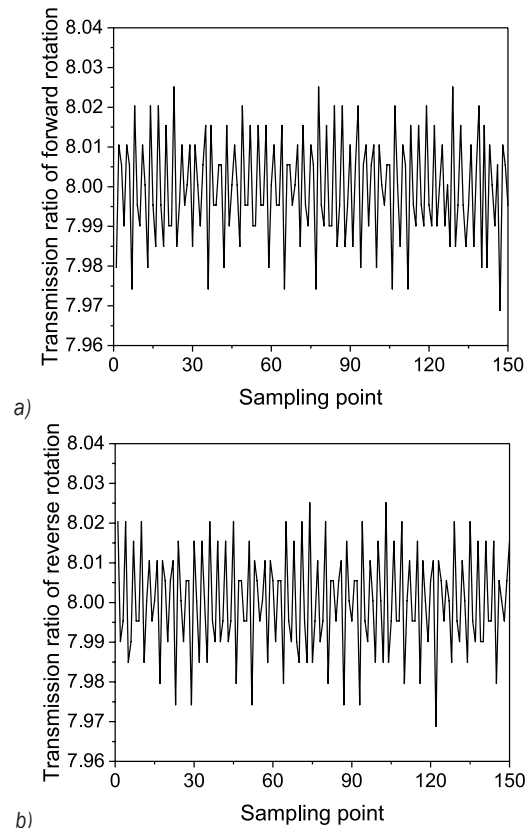 Transmission ratio of forward rotation
8.04
8.03
8.02
8.01
8.00
7.99
7.98
7.97
7.96
0 30 60 90 120 150
Sampling point
a)
Transmission ratio of reverse rotation
8.04
8.03
8.02
8.01
8.00
7.99
7.98
7.97
7.96
0 30 60 90 120 150
Sampling point
b)